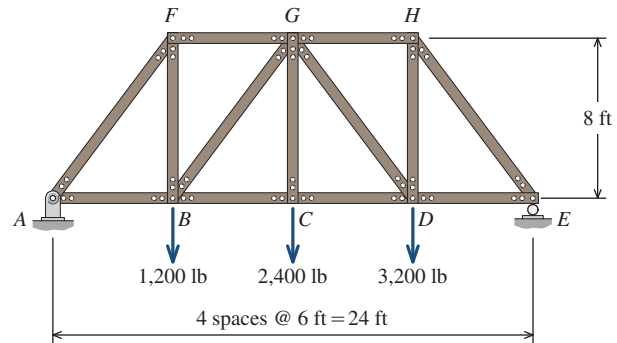 F G H
8 ft
A B C D E
1,200 lb 2,400 lb 3,200 lb
4 spaces @ 6 ft = 24 ft